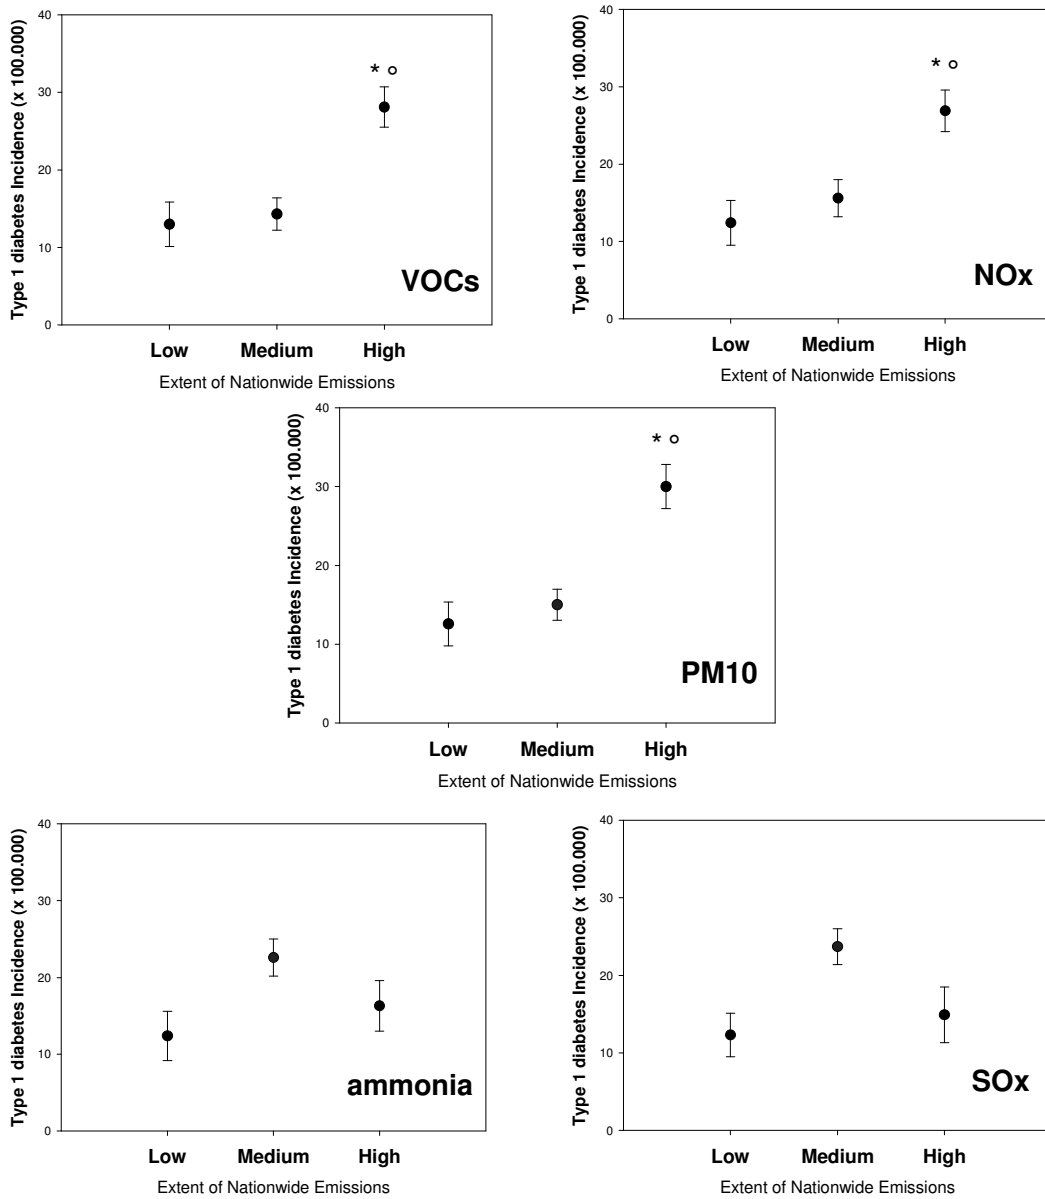 Type 1 diabetes Incidence (x 100.000)
40
30
20
10
0
* o
VOCs
Low Medium High
Extent of Nationwide Emissions
Type 1 diabetes Incidence (x 100.000)
40
30
20
10
0
* o
NOx
Low Medium High
Extent of Nationwide Emissions
Type 1 diabetes Incidence (x 100.000)
40
30
20
10
0
* o
PM10
Low Medium High
Extent of Nationwide Emissions
Type 1 diabetes Incidence (x 100.000)
40
30
20
10
0
ammonia
Low Medium High
Extent of Nationwide Emissions
Type 1 diabetes Incidence (x 100.000)
40
30
20
10
0
SOx
Low Medium High
Extent of Nationwide Emissions